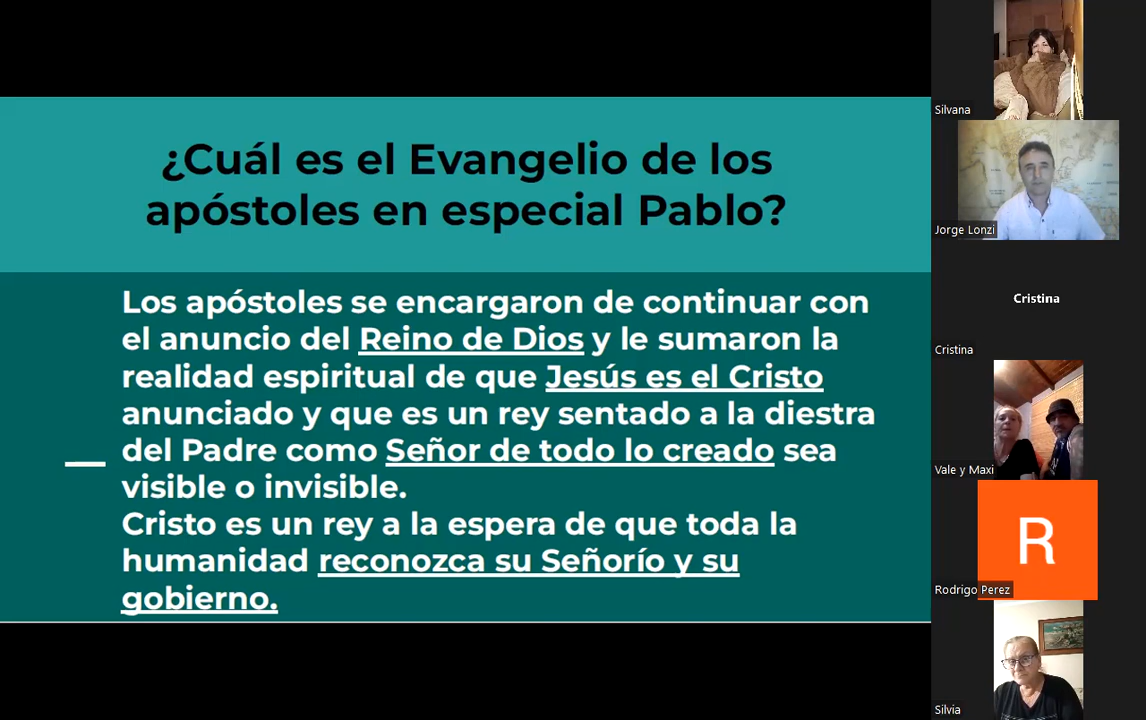 ¿Cuál es el Evangelio de los
apóstoles en especial Pablo?
Los apóstoles se encargaron de continuar con
el anuncio del Reino de Dios y le sumaron la
realidad espiritual de que Jesús es el Cristo
anunciado y que es un rey sentado a la diestra
del Padre como Señor de todo lo creado sea
visible o invisible.
Cristo es un rey a la espera de que toda la
humanidad reconozca su Señorío y su
gobierno.
Silvana
Jorge Lonzi
Cristina
Cristina
Vale y Maxi
R
Rodrigo Perez
Silvia